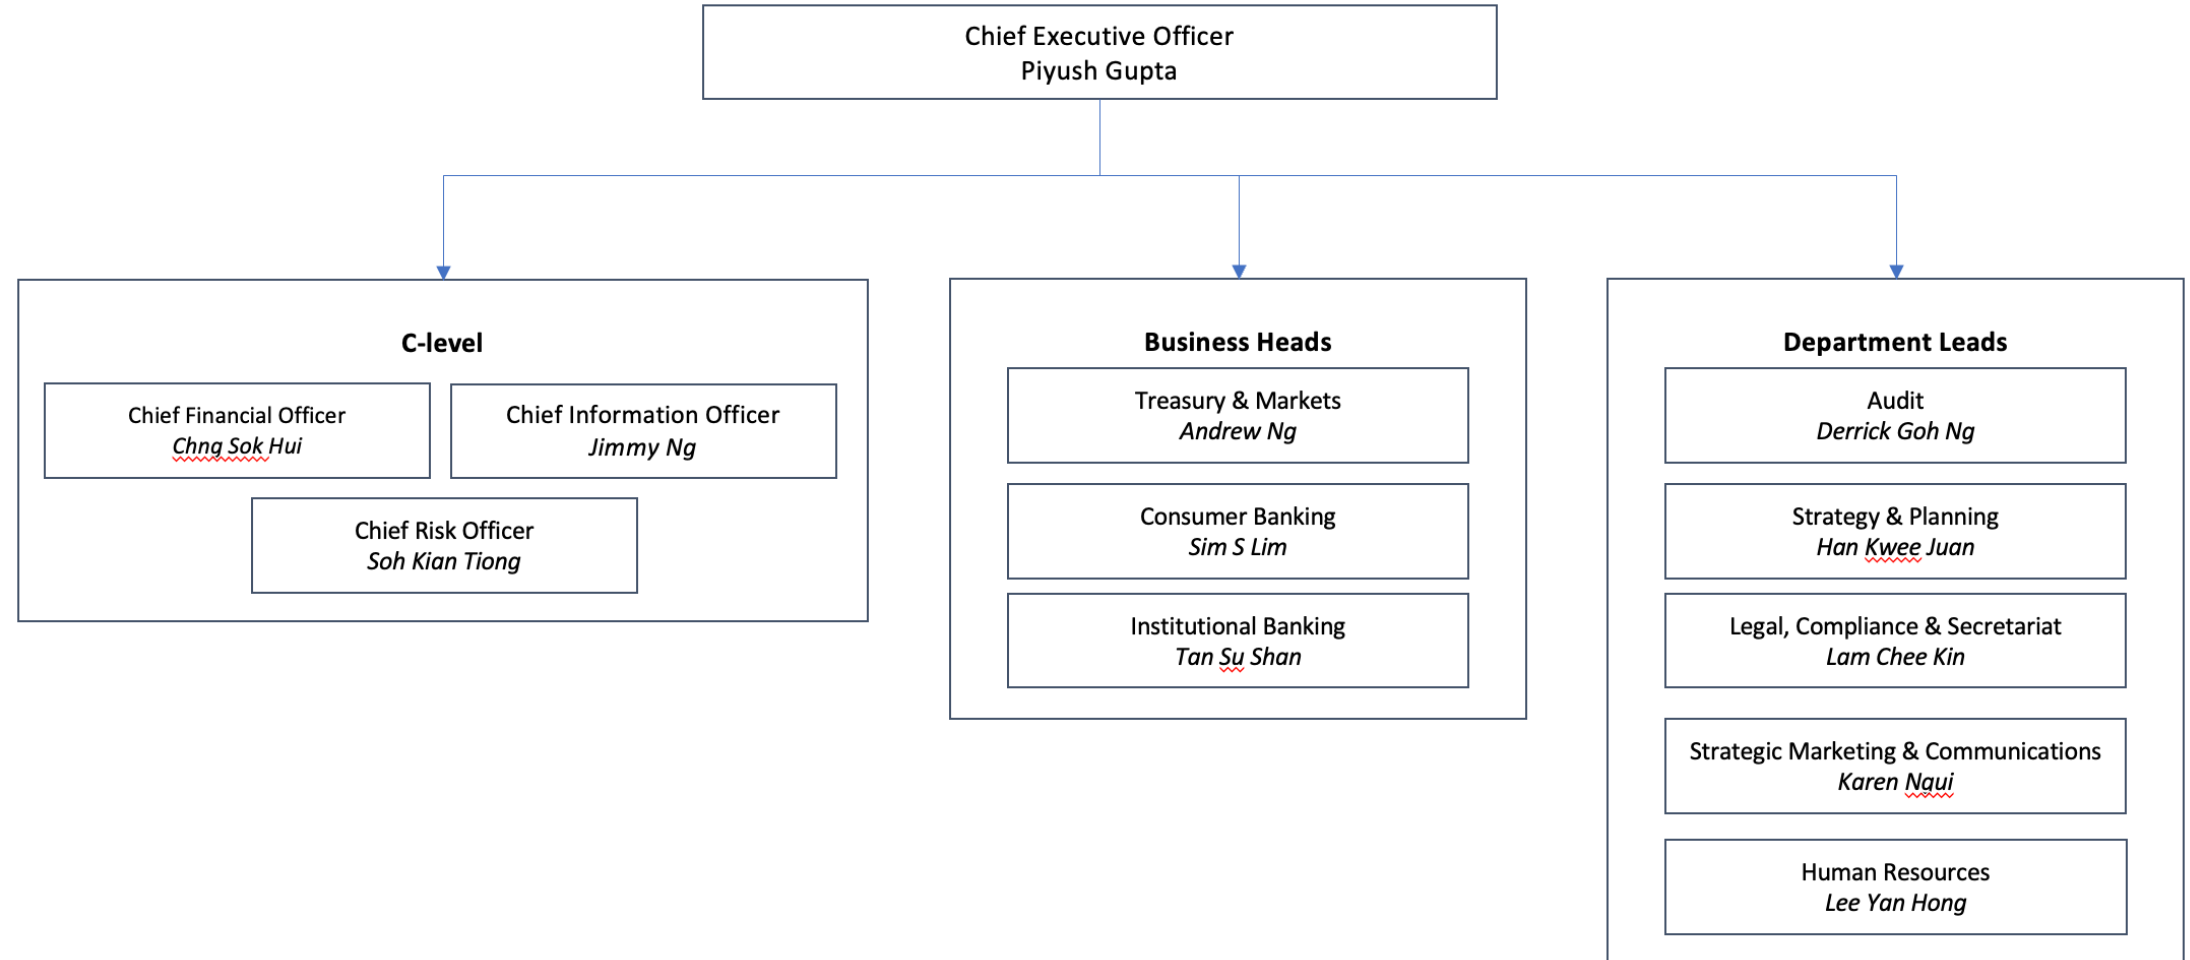 Chief Executive Officer
Piyush Gupta
C-level
Chief Financial Officer
Chng Sok Hui
Chief Information Officer
Jimmy Ng
Chief Risk Officer
Soh Kian Tiong
Business Heads
Treasury & Markets
Andrew Ng
Consumer Banking
Sim S Lim
Institutional Banking
Tan Su Shan
Department Leads
Audit
Derrick Goh Ng
Strategy & Planning
Han Kwee Juan
Legal, Compliance & Secretariat
Lam Chee Kin
Strategic Marketing & Communications
Karen Ngui
Human Resources
Lee Yan Hong